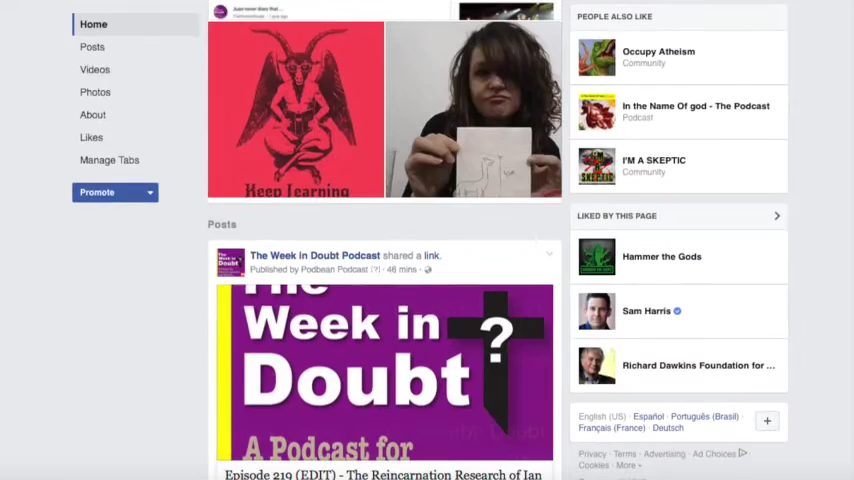 Home
Posts
Videos
Photos
About
Likes
Manage Tabs
Promote
Keep Learning
Posts
The Week in Doubt Podcast shared a link.
Published by Podbean Podcast [?] · 46 mins ·
The
Week in
Doubt
?
A Podcast for
Episode 219 (EDIT) - The Reincarnation Research of Ian
PEOPLE ALSO LIKE
Occupy Atheism
Community
In the Name Of god - The Podcast
Podcast
I'M A SKEPTIC
Community
LIKED BY THIS PAGE
Hammer the Gods
Sam Harris
Richard Dawkins Foundation for ...
English (US) · Español · Português (Brasil) ·
Français (France) · Deutsch
+
Privacy · Terms · Advertising · Ad Choices
Cookies · More